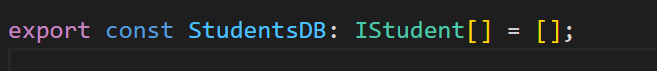 export const StudentsDB: IStudent[] = [];